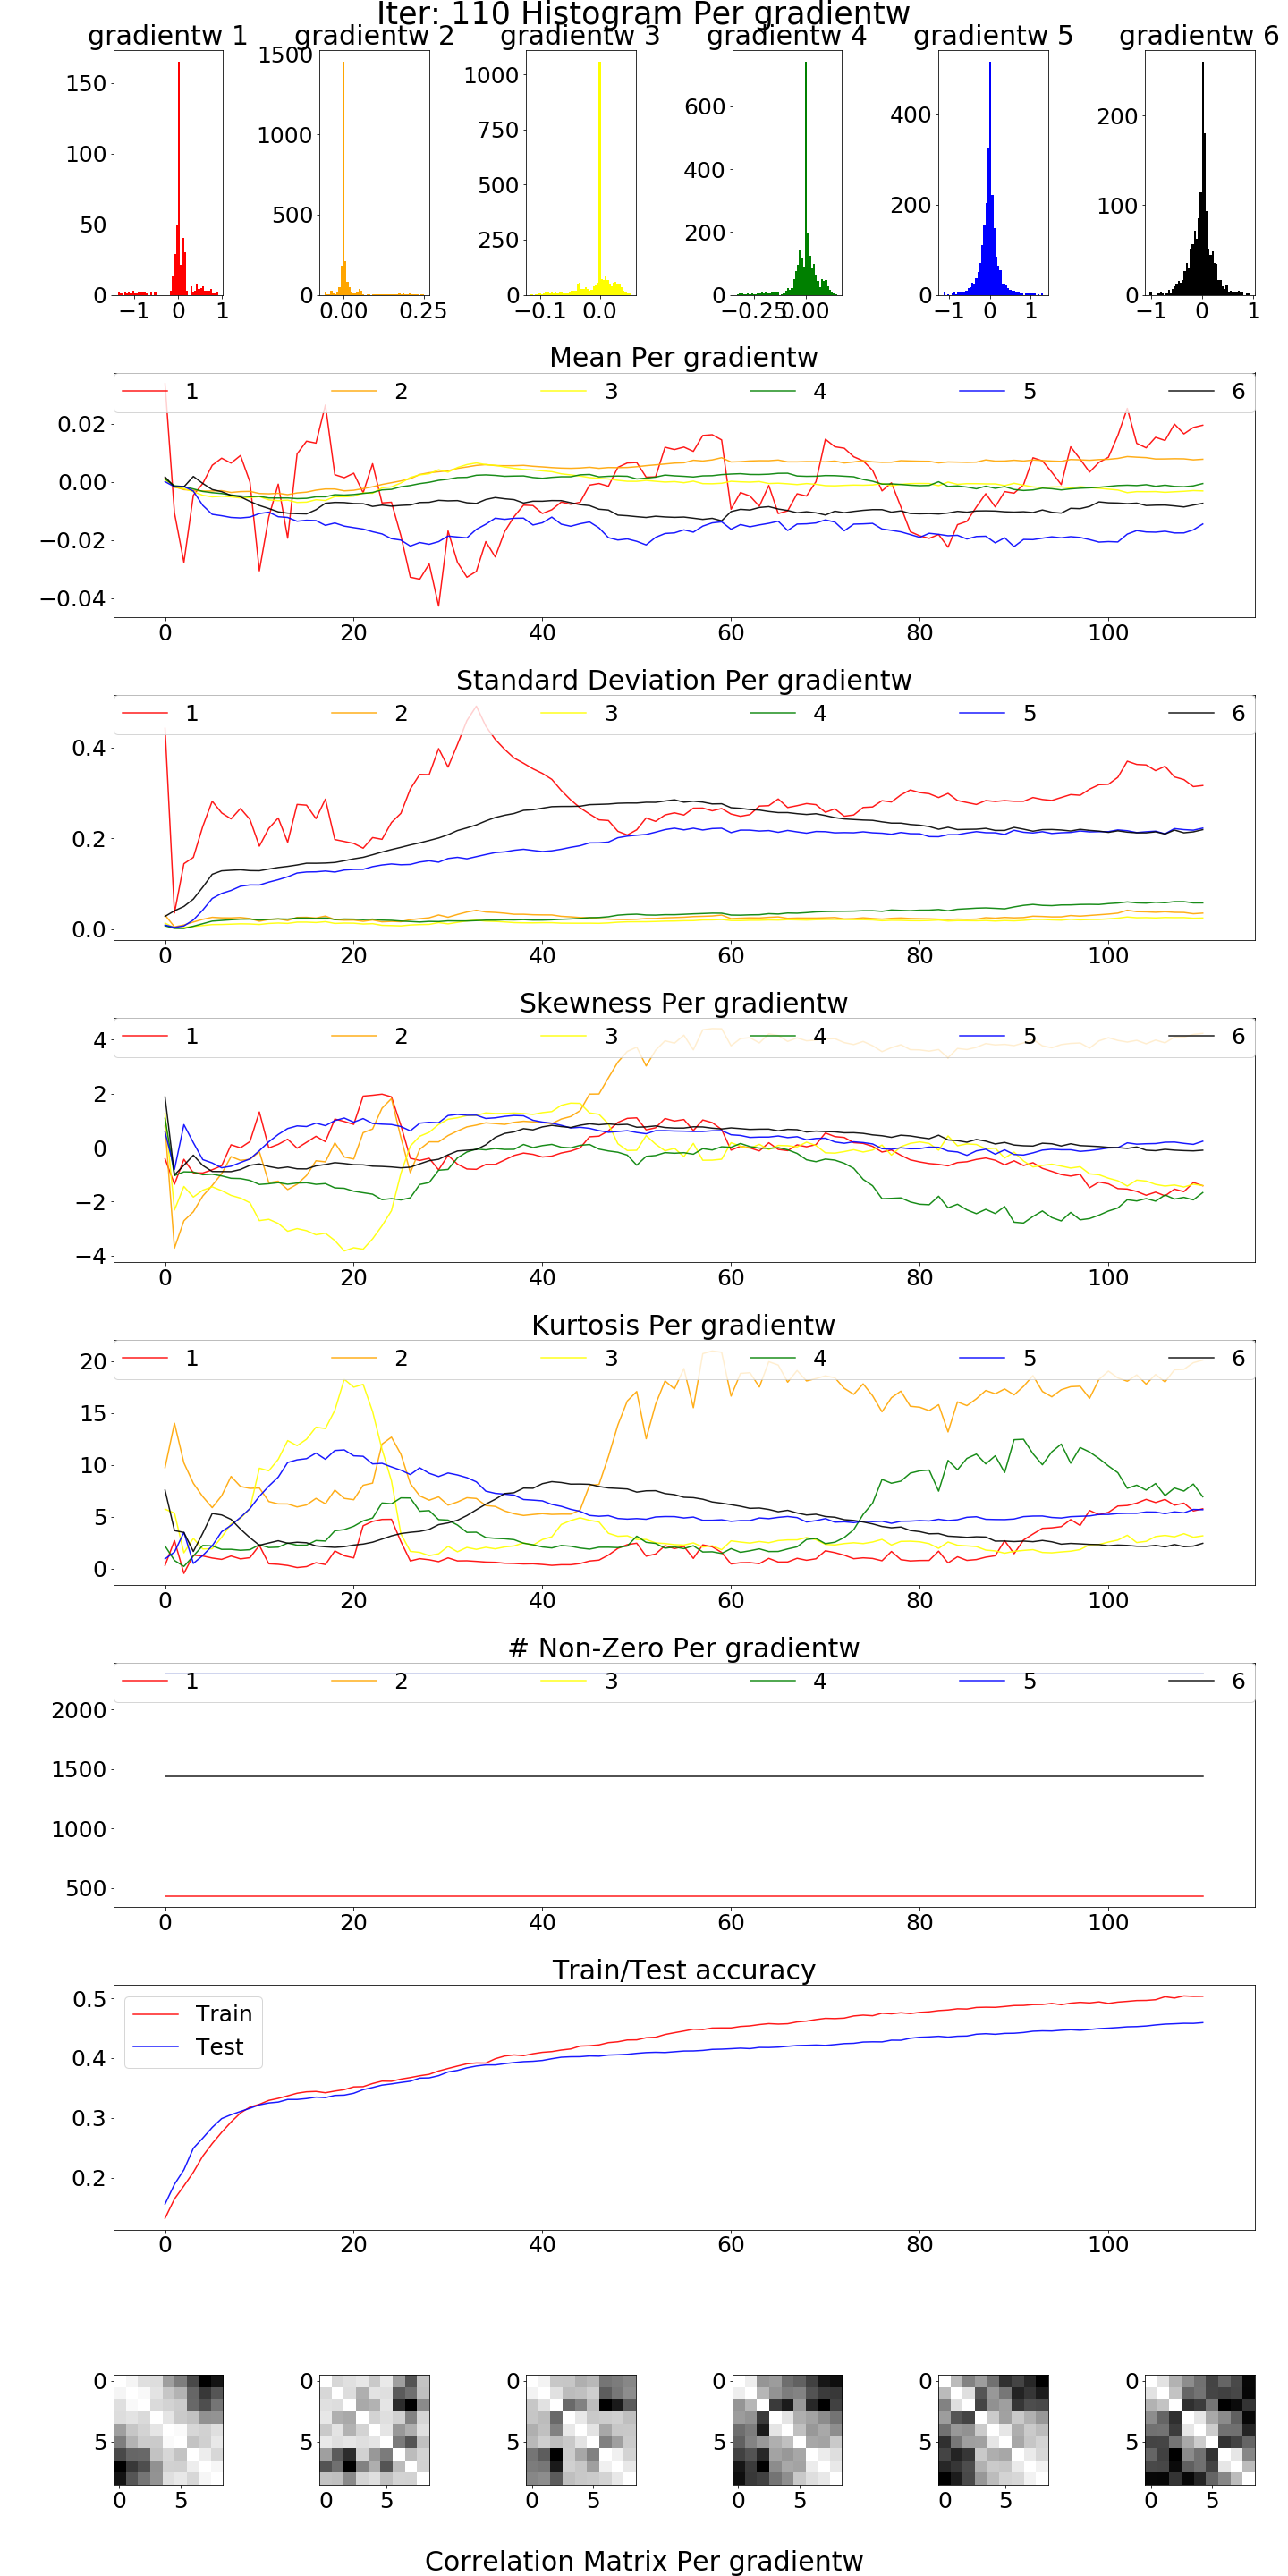 Iter: 110 Histogram Per gradientw
gradientw 1 gradientw 2 gradientw 3 gradientw 4 gradientw 5 gradientw 6
150
100
50
0
−1 0 1
1500
1000
500
0
0.00 0.25
1000
750
500
250
0
−0.1 0.0
600
400
200
0
−0.25 0.00
400
200
0
−1 0 1
200
100
0
−1 0 1
Mean Per gradientw
1 2 3 4 5 6
0.02
0.00
−0.02
−0.04
0 20 40 60 80 100
Standard Deviation Per gradientw
1 2 3 4 5 6
0.4
0.2
0.0
0 20 40 60 80 100
Skewness Per gradientw
1 2 3 4 5 6
4
2
0
−2
−4
0 20 40 60 80 100
Kurtosis Per gradientw
1 2 3 4 5 6
20
15
10
5
0
0 20 40 60 80 100
# Non-Zero Per gradientw
1 2 3 4 5 6
2000
1500
1000
500
0 20 40 60 80 100
Train/Test accuracy
Train
Test
0.5
0.4
0.3
0.2
0 20 40 60 80 100
0 0 0 0 0 0
5 5 5 5 5 5
0 5 0 5 0 5 0 5 0 5 0 5
Correlation Matrix Per gradientw